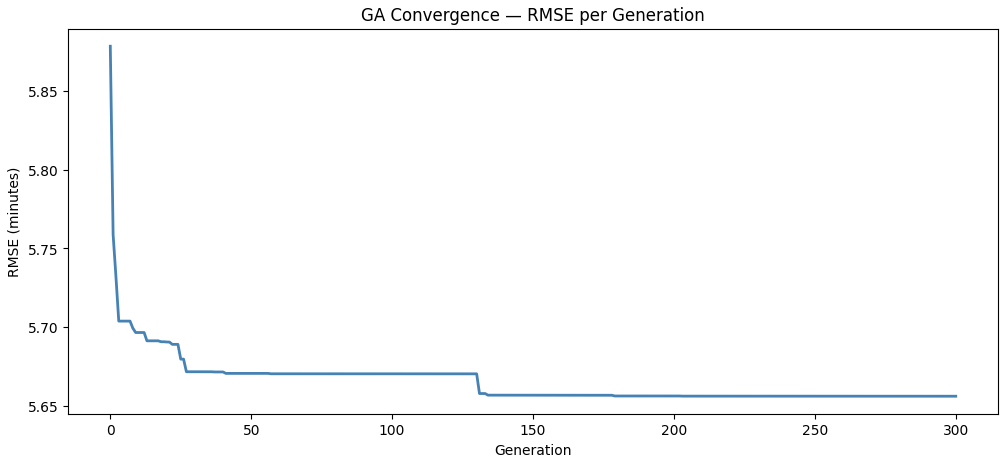 GA Convergence — RMSE per Generation
RMSE (minutes)
5.85
5.80
5.75
5.70
5.65
0 50 100 150 200 250 300
Generation